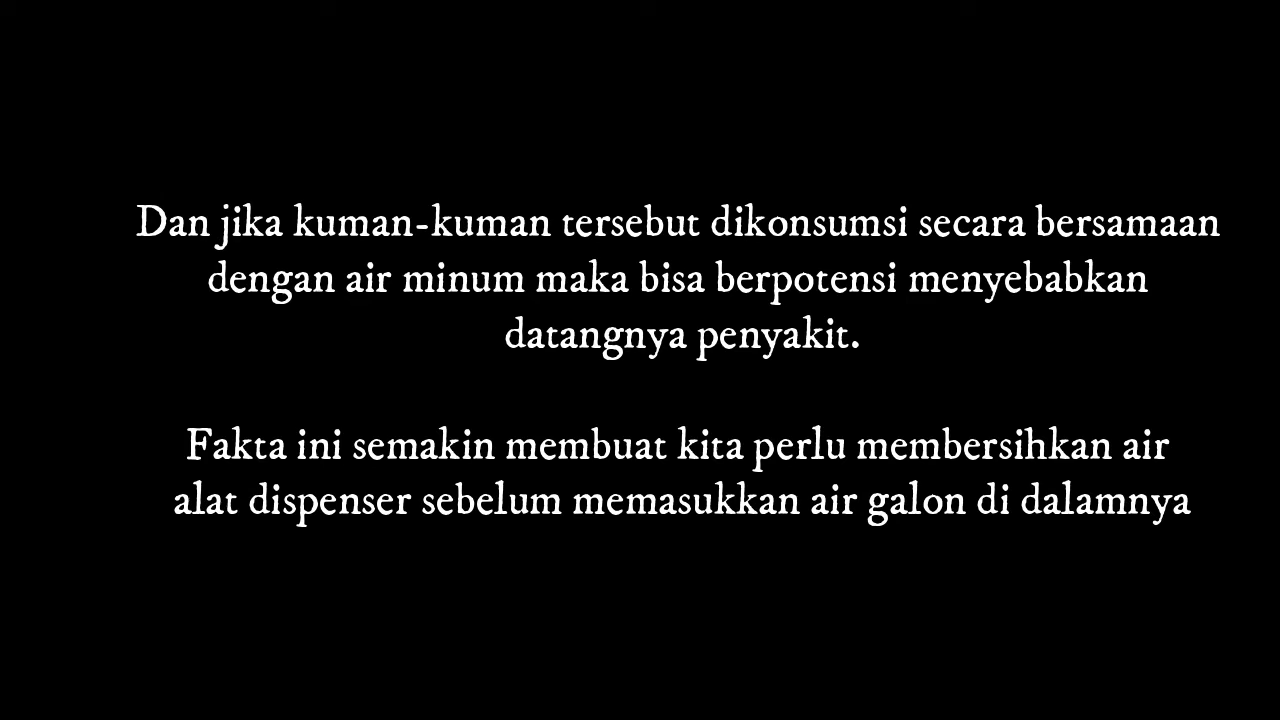 Dan jika kuman-kuman tersebut dikonsumsi secara bersamaan
dengan air minum maka bisa berpotensi menyebabkan
datangnya penyakit.
Fakta ini semakin membuat kita perlu membersihkan air
alat dispenser sebelum memasukkan air galon di dalamnya